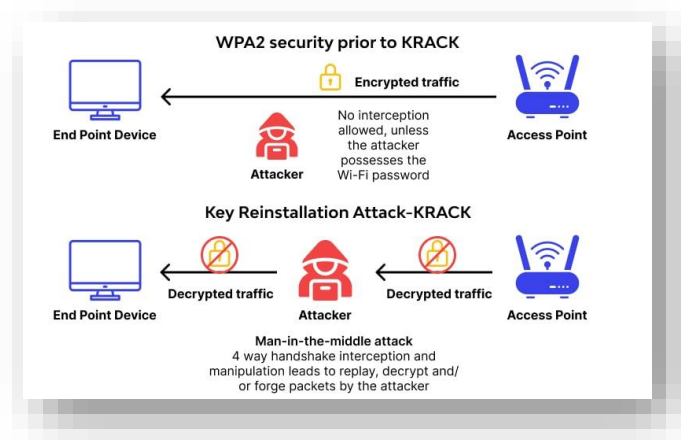 WPA2 security prior to KRACK
Encrypted traffic
End Point Device
No interception
allowed, unless
the attacker
possesses the
Wi-Fi password
Attacker
Access Point
Key Reinstallation Attack-KRACK
Decrypted traffic
Decrypted traffic
End Point Device
Attacker
Access Point
Man-in-the-middle attack
4 way handshake interception and
manipulation leads to replay, decrypt and/
or forge packets by the attacker